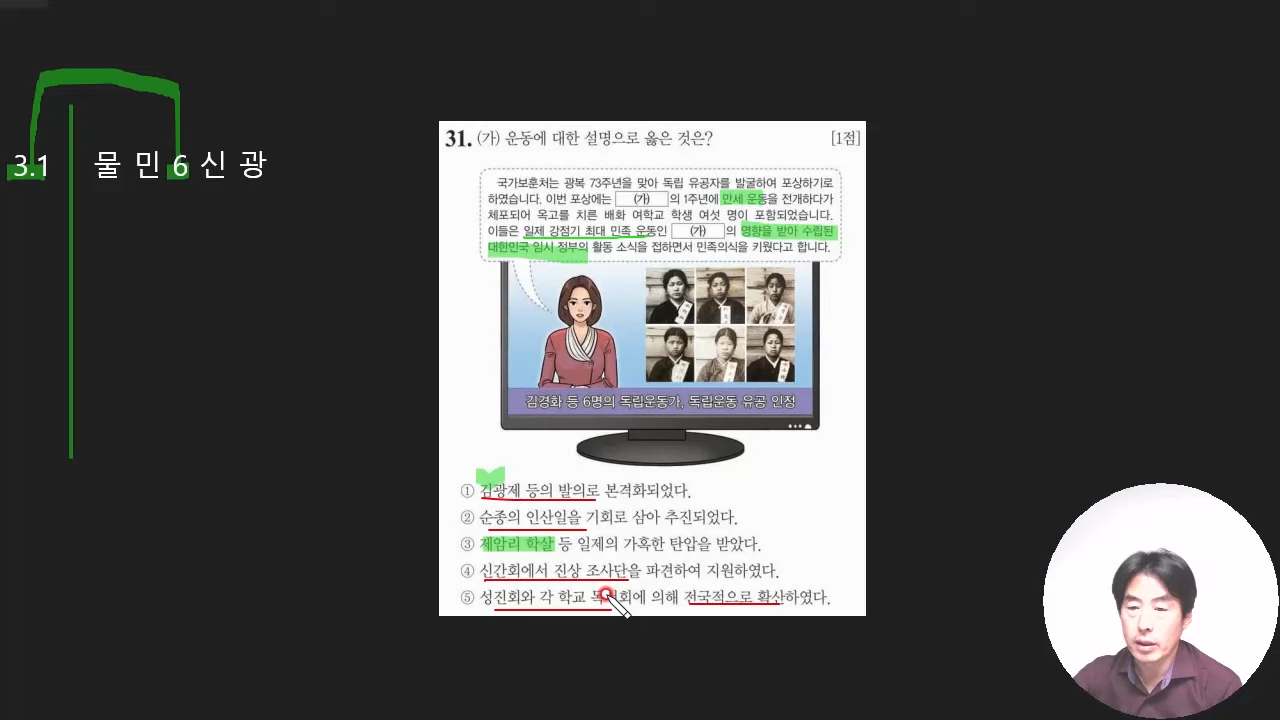 3.1 물 민 6 신 광
31. (가) 운동에 대한 설명으로 옳은 것은? [1점]
국가보훈처는 광복 73주년을 맞아 독립 유공자를 발굴하여 포상하기로
하였습니다. 이번 포상에는 (가) 의 1주년에 만세 운동을 전개하다가
체포되어 옥고를 치른 배화 여학교 학생 여섯 명이 포함되었습니다.
이들은 일제 강점기 최대 민족 운동인 (가) 의 영향을 받아 수립된
대한민국 임시 정부의 활동 소식을 접하면서 민족의식을 키웠다고 합니다.
김경화 등 6명의 독립운동가, 독립운동 유공 인정
① 김광제 등의 발의로 본격화되었다.
② 순종의 인산일을 기회로 삼아 추진되었다.
③ 제암리 학살 등 일제의 가혹한 탄압을 받았다.
④ 신간회에서 진상 조사단을 파견하여 지원하였다.
⑤ 성진회와 각 학교 독서회에 의해 전국적으로 확산하였다.